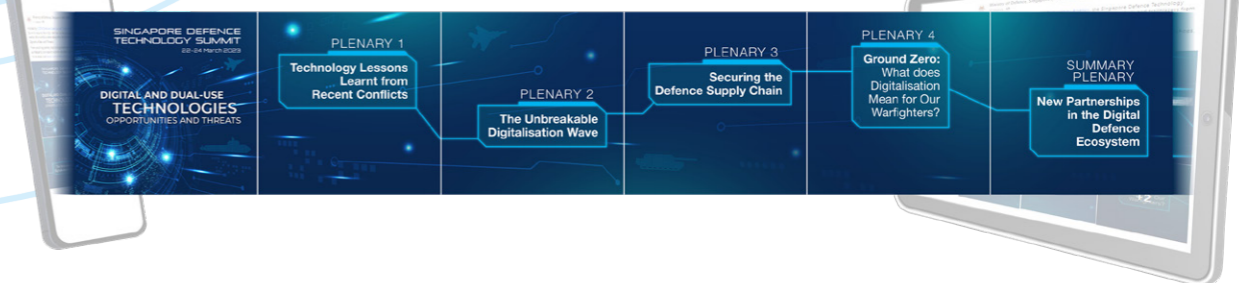 SINGAPORE DEFENCE
TECHNOLOGY SUMMIT
22-24 March 2023
DIGITAL AND DUAL-USE
TECHNOLOGIES
OPPORTUNITIES AND THREATS
PLENARY 1
Technology Lessons
Learnt from
Recent Conflicts
PLENARY 2
The Unbreakable
Digitalisation Wave
PLENARY 3
Securing the
Defence Supply Chain
PLENARY 4
Ground Zero:
What does
Digitalisation
Mean for Our
Warfighters?
SUMMARY
PLENARY
New Partnerships
in the Digital
Defence
Ecosystem